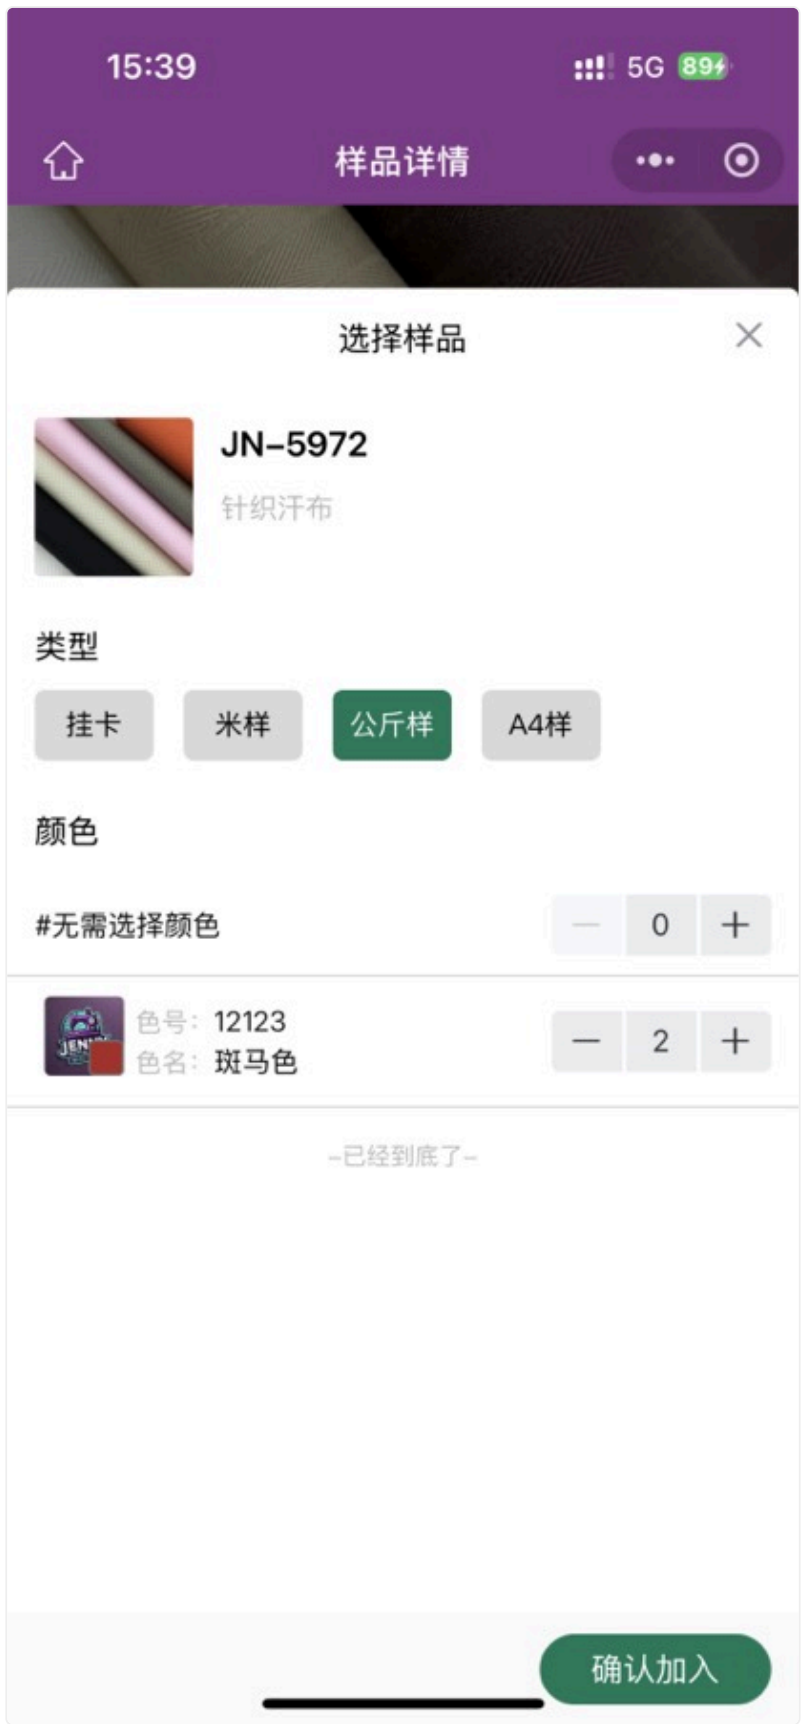 15:39
5G 89
样品详情
选择样品
JN-5972
针织汗布
类型
挂卡 米样 公斤样 A4样
颜色
#无需选择颜色
— 0 +
色号： 12123
色名： 斑马色
— 2 +
-已经到底了-
确认加入